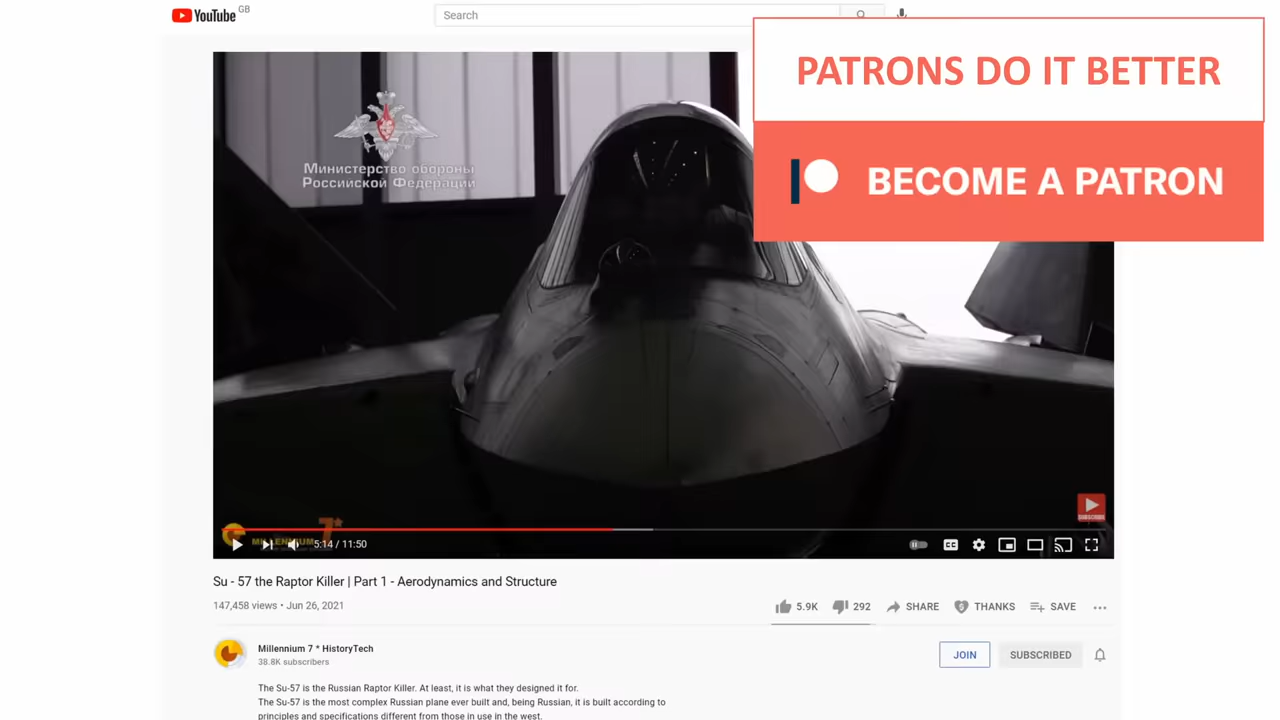 YouTube GB
Search
PATRONS DO IT BETTER
BECOME A PATRON
Министерство обороны
Российской Федерации
SUBSCRIBE
MILLENNIUM 7*
5:14 / 11:50
CC
Su - 57 the Raptor Killer | Part 1 - Aerodynamics and Structure
147,458 views • Jun 26, 2021
5.9K 292 SHARE THANKS SAVE
Millennium 7 * HistoryTech
38.8K subscribers
JOIN SUBSCRIBED
The Su-57 is the Russian Raptor Killer. At least, it is what they designed it for.
The Su-57 is the most complex Russian plane ever built and, being Russian, it is built according to
principles and specifications different from those in use in the west.